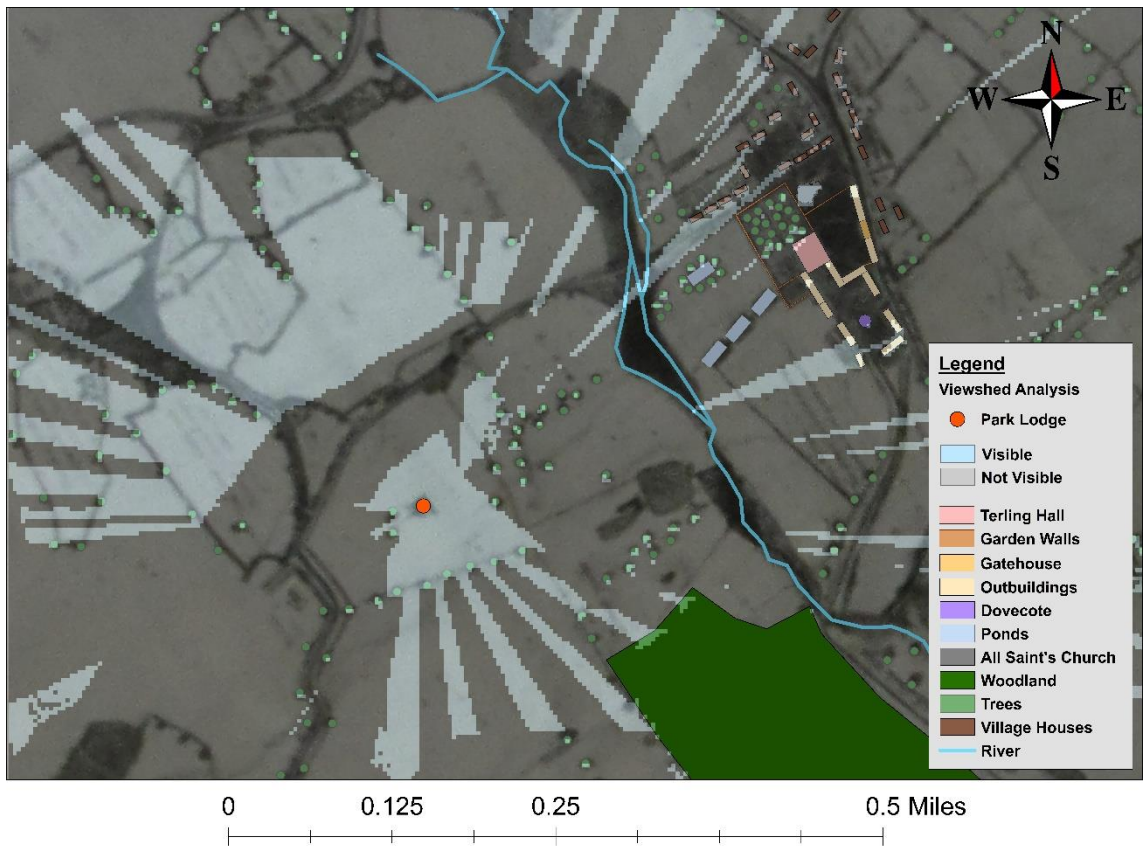 N
W E
S
Legend
Viewshed Analysis
Park Lodge
Visible
Not Visible
Terling Hall
Garden Walls
Gatehouse
Outbuildings
Dovecote
Ponds
All Saint's Church
Woodland
Trees
Village Houses
River
0 0.125 0.25 0.5 Miles